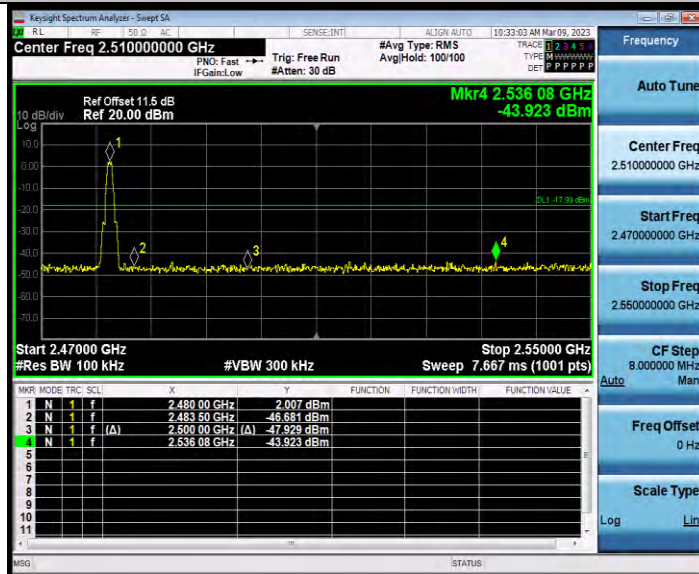 Keysight Spectrum Analyzer - Swept SA
RL RF 50 Ω AC SENSE:INT ALIGN AUTO 10:33:03 AM Mar 09, 2023
Center Freq 2.510000000 GHz #Avg Type: RMS TRACE 1 2 3 4 5 6
PNO: Fast Trig: Free Run Avg|Hold: 100/100 TYPE M WWWWW
IFGain:Low #Atten: 30 dB DET P P P P P P
Mkr4 2.536 08 GHz
-43.923 dBm
Ref Offset 11.5 dB
10 dB/div Ref 20.00 dBm
Log
10.0
0.00
-10.0
-20.0
-30.0
-40.0
-50.0
-60.0
-70.0
1
2
3
4
DL1 -17.99 dBm
Start 2.47000 GHz Stop 2.55000 GHz
#Res BW 100 kHz #VBW 300 kHz Sweep 7.667 ms (1001 pts)
MKR MODE TRC SCL X Y FUNCTION FUNCTION WIDTH FUNCTION VALUE
1 N 1 f 2.480 00 GHz 2.007 dBm
2 N 1 f 2.483 50 GHz -46.681 dBm
3 N 1 f (Δ) 2.500 00 GHz (Δ) -47.929 dBm
4 N 1 f 2.536 08 GHz -43.923 dBm
5
6
7
8
9
10
11
MSG STATUS
Frequency
Auto Tune
Center Freq
2.510000000 GHz
Start Freq
2.470000000 GHz
Stop Freq
2.550000000 GHz
CF Step
8.000000 MHz
Auto Man
Freq Offset
0 Hz
Scale Type
Log Lin